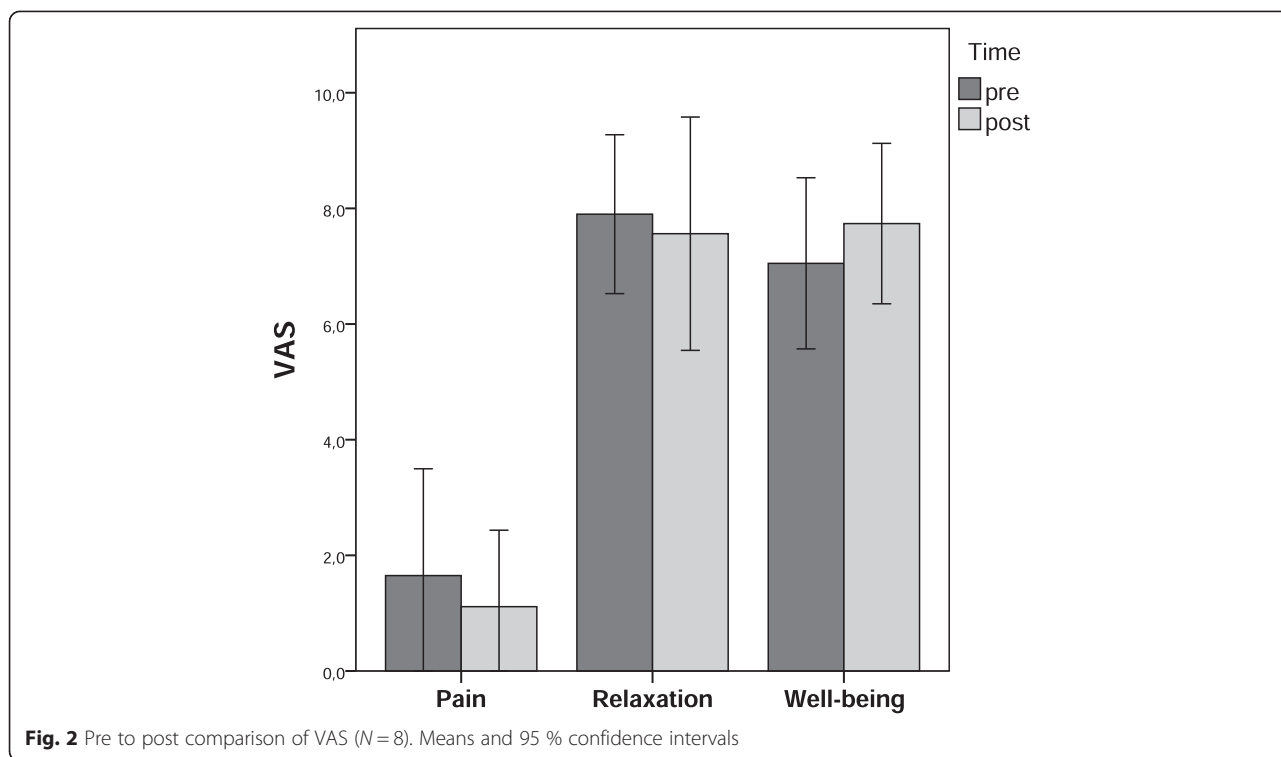 Time
pre
post
10,0
8,0
6,0
4,0
2,0
0,0
VAS
Pain Relaxation Well-being
Fig. 2 Pre to post comparison of VAS (N = 8). Means and 95 % confidence intervals